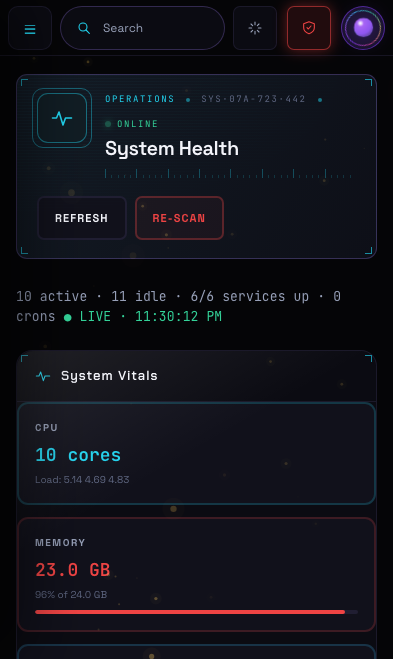 Search
OPERATIONS • SYS-07A-723-442 •
ONLINE
System Health
REFRESH
RE-SCAN
10 active · 11 idle · 6/6 services up · 0
crons ● LIVE · 11:30:12 PM
System Vitals
CPU
10 cores
Load: 5.14 4.69 4.83
MEMORY
23.0 GB
96% of 24.0 GB